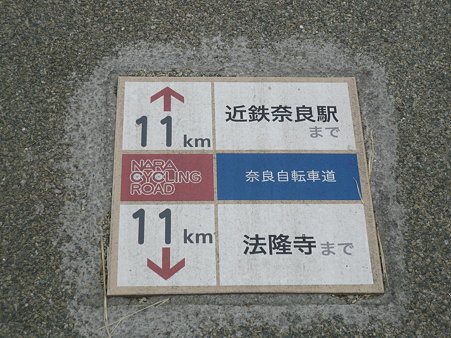 11 km
近鉄奈良駅
まで
NARA
CYCLING
ROAD
奈良自転車道
11 km
法隆寺 まで